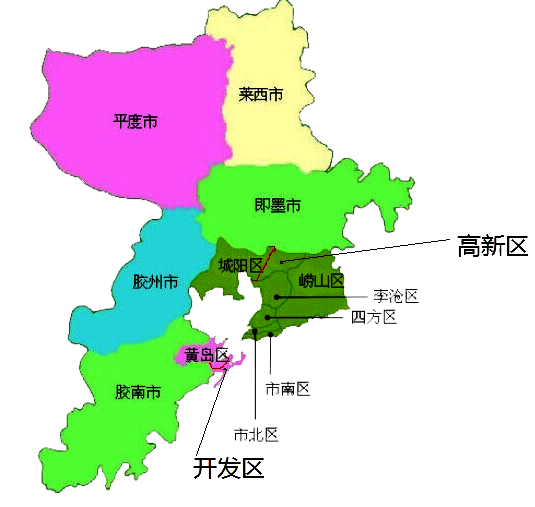 莱西市
平度市
即墨市
高新区
城阳区
胶州市
崂山区
李沧区
四方区
黄岛区
市南区
胶南市
市北区
开发区